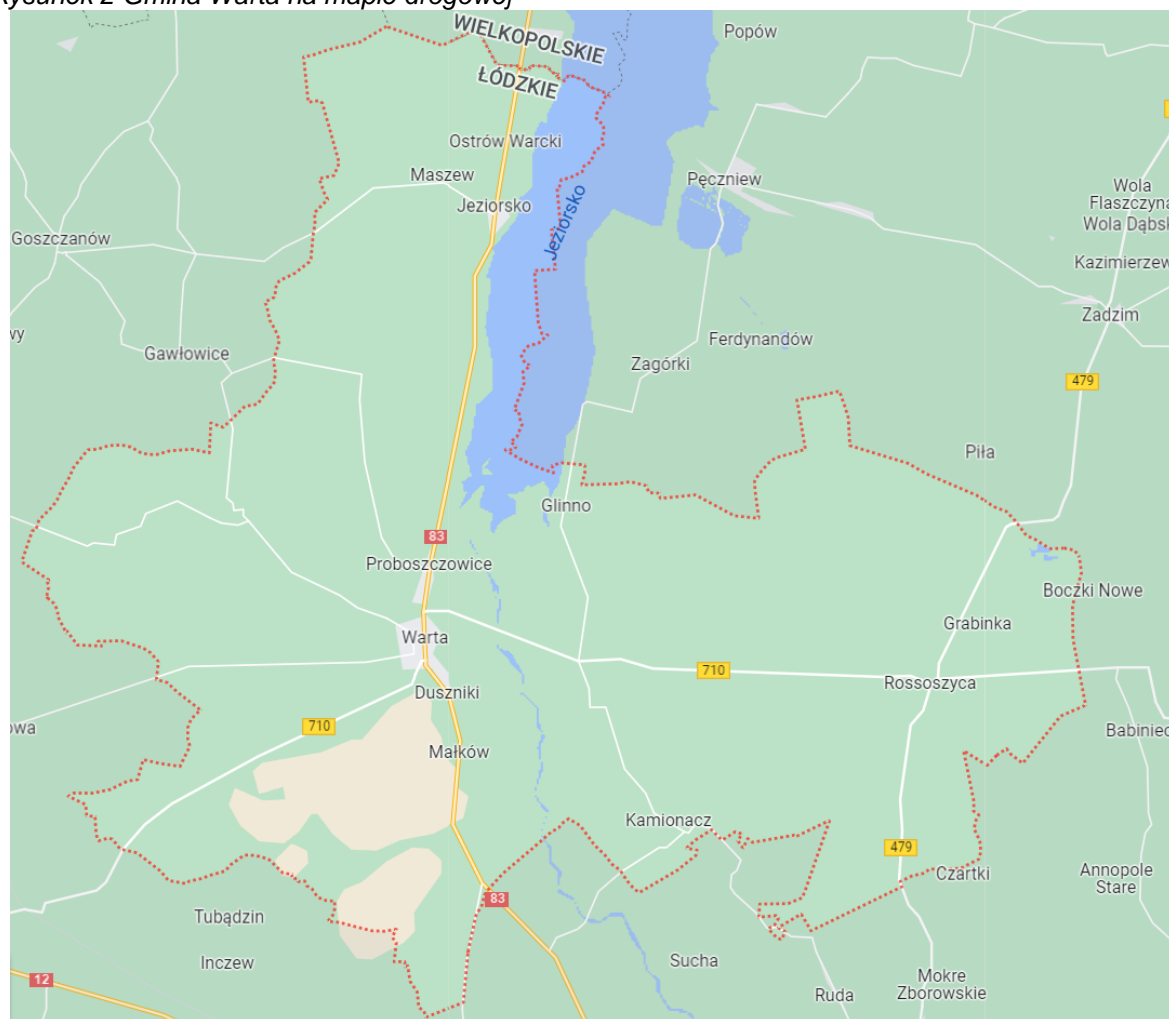 Rysunek 2 Gmina Warta na mapie drogowej
WIELKOPOLSKIE
ŁÓDZKIE
Popów
Ostrów Warcki
Maszew
Jeziorsko
Jeziorsko
Pęczniew
Wola
Flaszczyna
Wola Dąbsk
Kazimierzew
Goszczanów
Zadzim
Ferdynandów
wy
Gawłowice
Zagórki
479
Piła
Glinno
83
Proboszczowice
Boczki Nowe
Grabinka
Warta
710
Rossoszyca
Duszniki
710
owa
Babiniec
Małków
Kamionacz
479
Czartki
Annopole
Stare
83
Tubądzin
Inczew
Sucha
12
Mokre
Zborowskie
Ruda